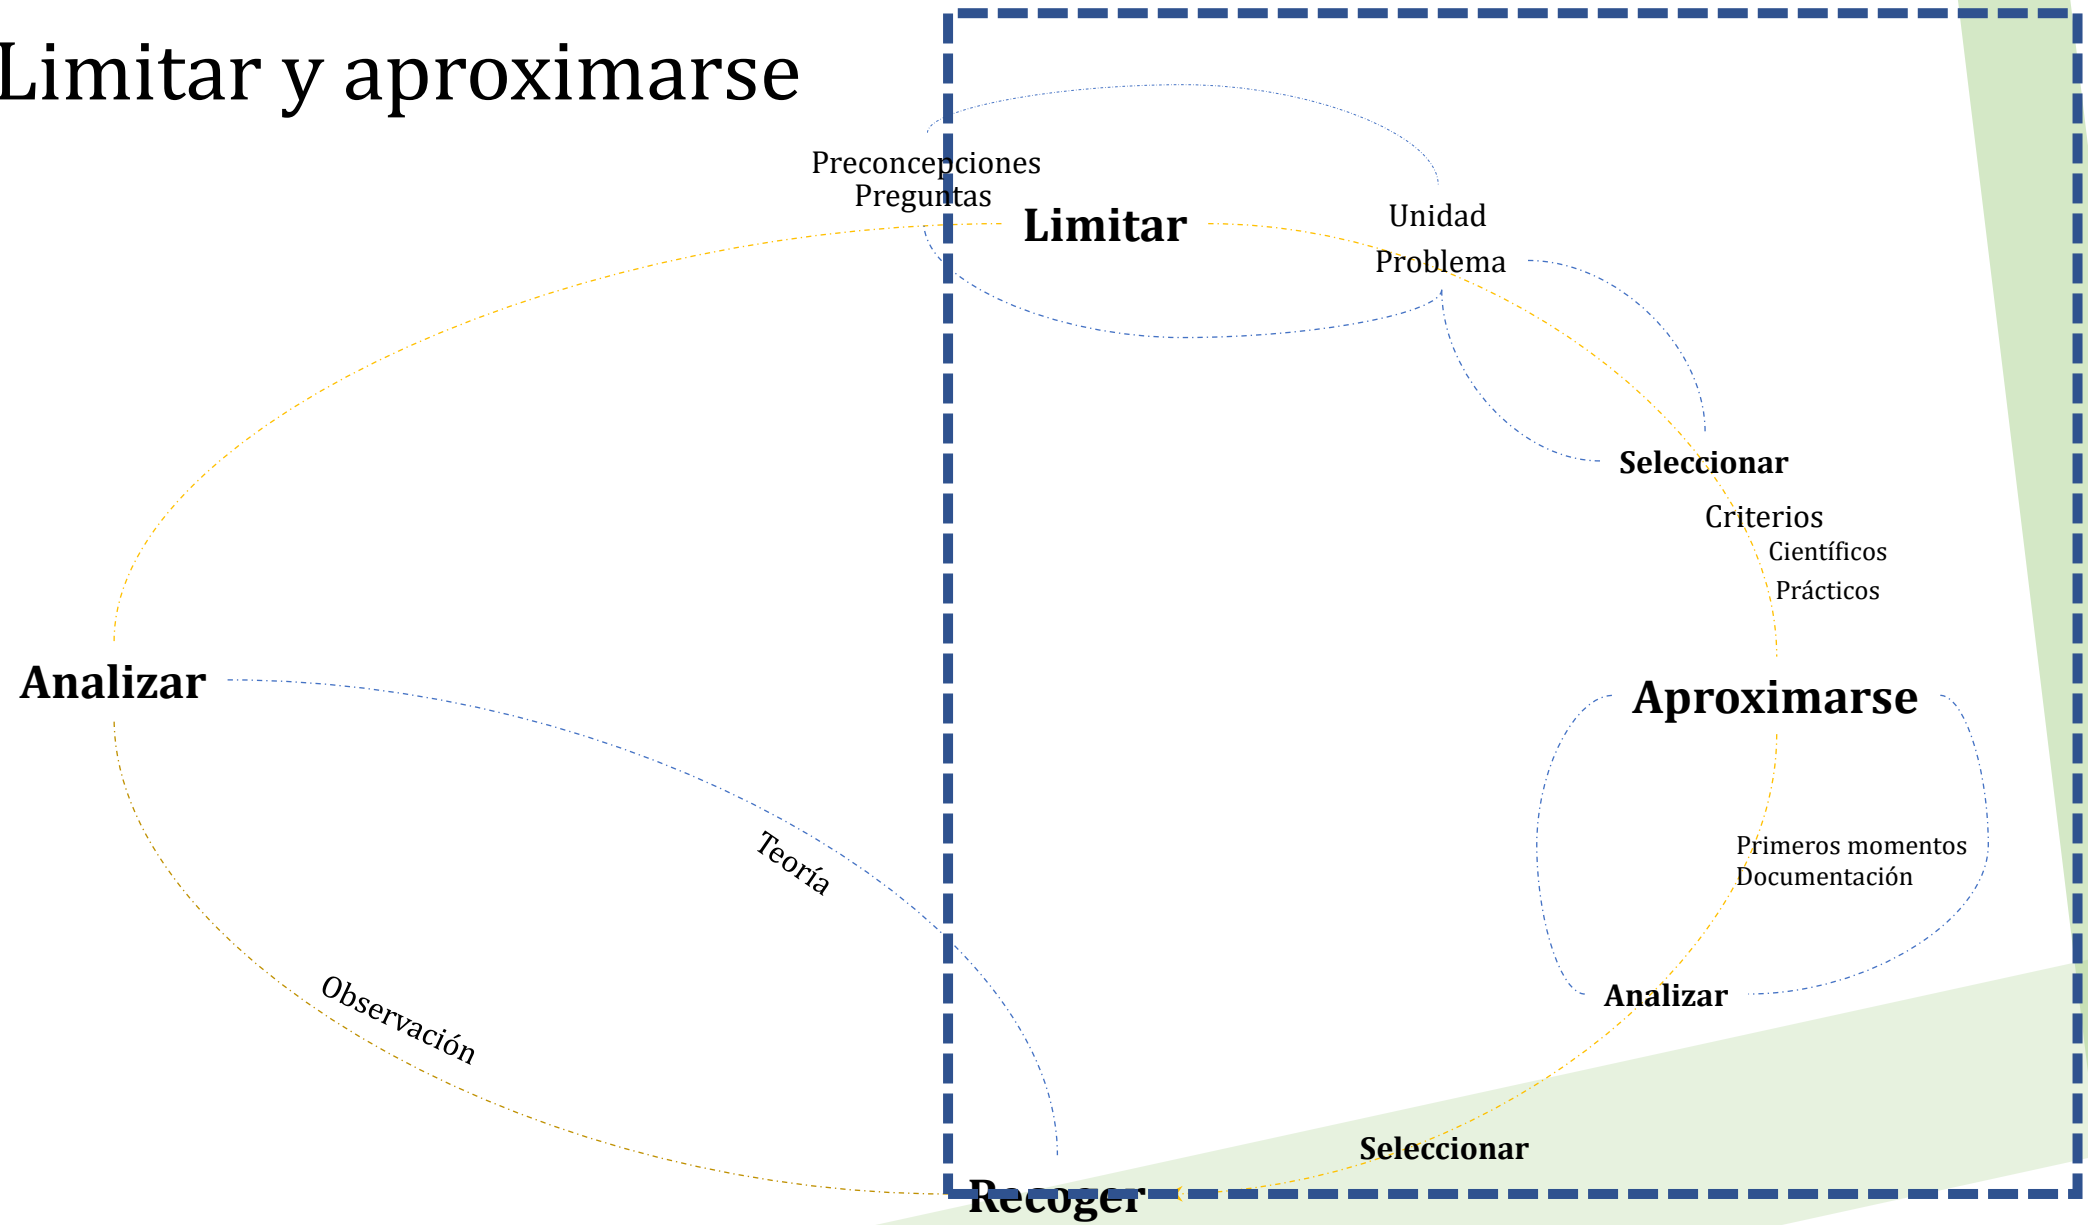 Limitar y aproximarse
Preconcepciones
Preguntas
Limitar
Unidad
Problema
Seleccionar
Criterios
Científicos
Prácticos
Analizar
Aproximarse
Teoría
Primeros momentos
Documentación
Observación
Analizar
Seleccionar
Recoger